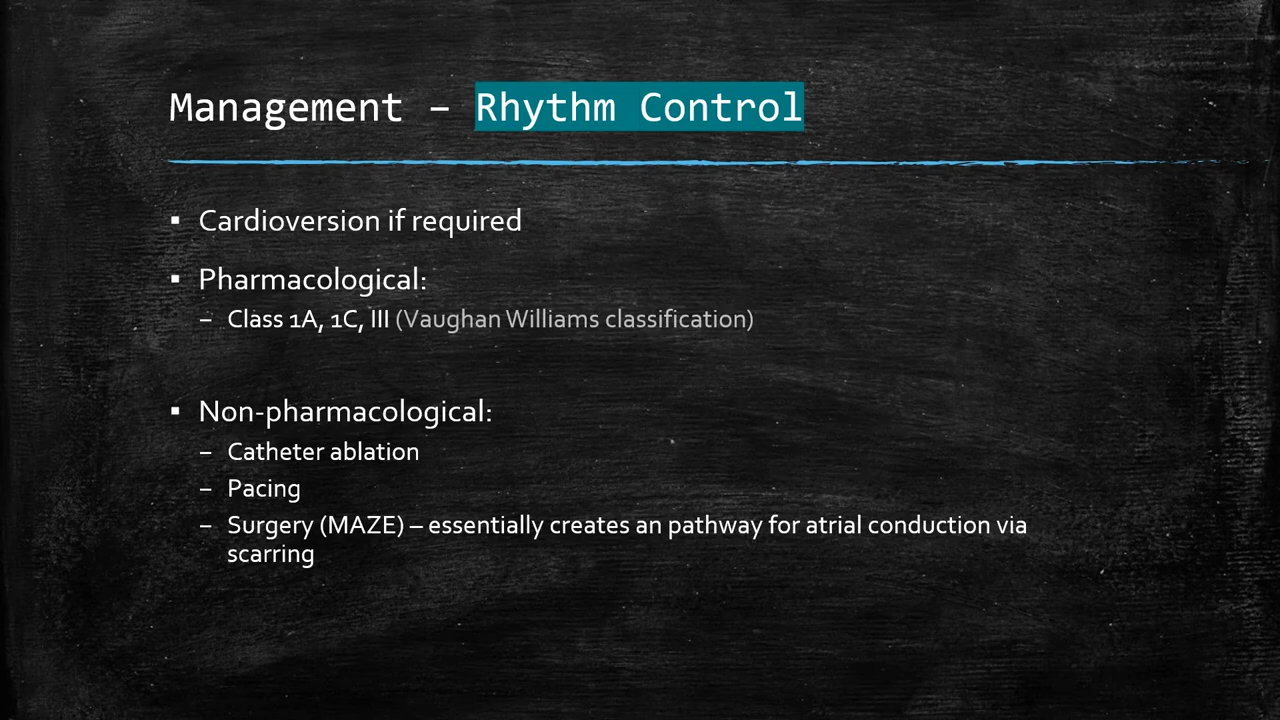 Management – Rhythm Control
▪ Cardioversion if required
▪ Pharmacological:
– Class 1A, 1C, III (Vaughan Williams classification)
▪ Non-pharmacological:
– Catheter ablation
– Pacing
– Surgery (MAZE) – essentially creates an pathway for atrial conduction via
scarring